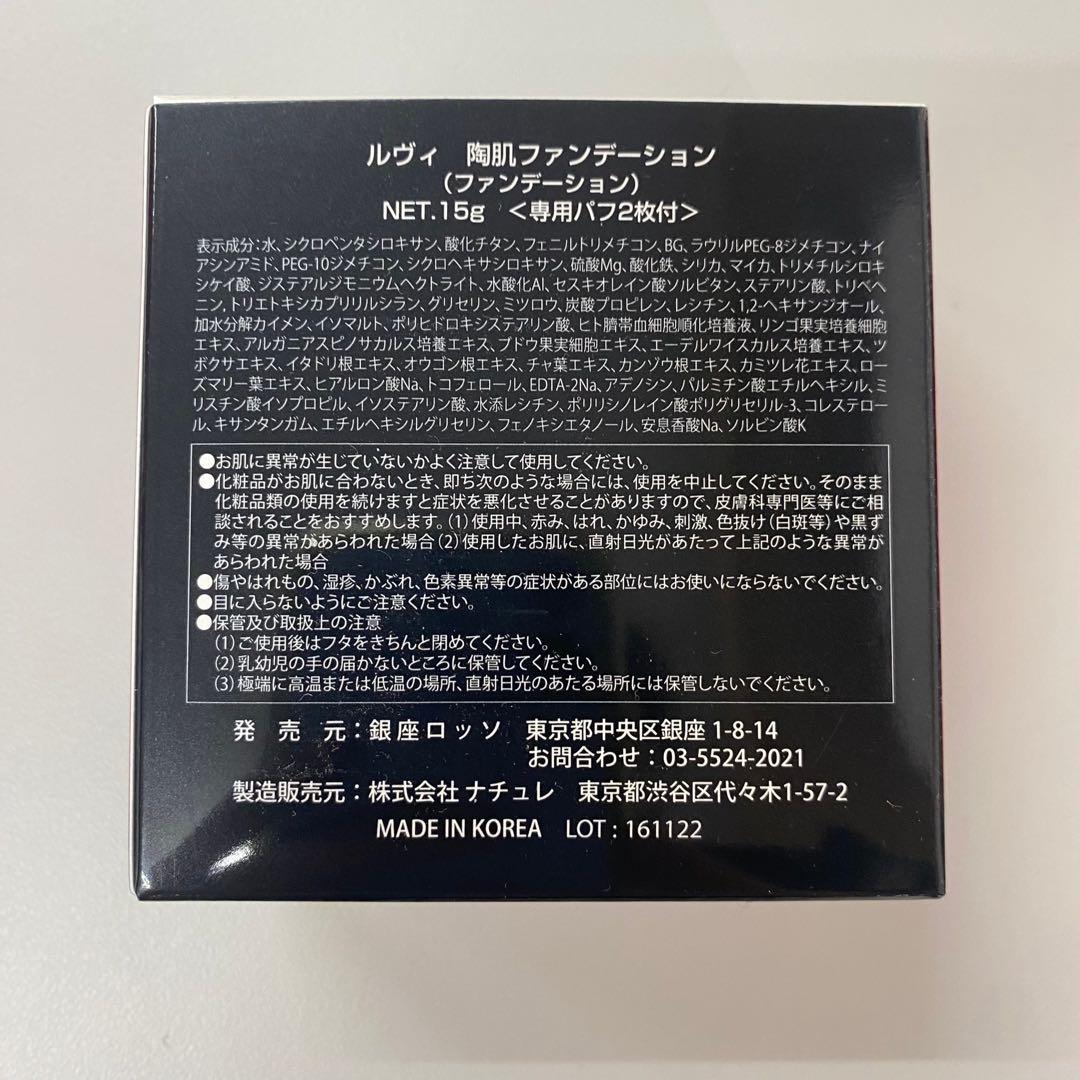 ルヴィ　陶肌ファンデーション
（ファンデーション）
NET.15g　＜専用パフ2枚付＞
表示成分：水、シクロペンタシロキサン、酸化チタン、フェニルトリメチコン、BG、ラウリルPEG-8ジメチコン、ナイ
アシンアミド、PEG-10ジメチコン、シクロヘキサシロキサン、硫酸Mg、酸化鉄、シリカ、マイカ、トリメチルシロキ
シケイ酸、ジステアルジモニウムヘクトライト、水酸化Al、セスキオレイン酸ソルビタン、ステアリン酸、トリベヘ
ニン、トリエトキシカプリリルシラン、グリセリン、ミツロウ、炭酸プロピレン、レシチン、1,2-ヘキサンジオール、
加水分解カイメン、イソマルト、ポリヒドロキシステアリン酸、ヒト臍帯血細胞順化培養液、リンゴ果実培養細胞
エキス、アルガニアスピノサカルス培養エキス、ブドウ果実細胞エキス、エーデルワイスカルス培養エキス、ツ
ボクサエキス、イタドリ根エキス、オウゴン根エキス、チャ葉エキス、カンゾウ根エキス、カミツレ花エキス、ロー
ズマリー葉エキス、ヒアルロン酸Na、トコフェロール、EDTA-2Na、アデノシン、パルミチン酸エチルヘキシル、ミ
リスチン酸イソプロピル、イソステアリン酸、水添レシチン、ポリリシノレイン酸ポリグリセリル-3、コレステロー
ル、キサンタンガム、エチルヘキシルグリセリン、フェノキシエタノール、安息香酸Na、ソルビン酸K
●お肌に異常が生じていないかよく注意して使用してください。
●化粧品がお肌に合わないとき、即ち次のような場合には、使用を中止してください。そのまま
化粧品類の使用を続けますと症状を悪化させることがありますので、皮膚科専門医等にご相
談されることをおすすめします。（1）使用中、赤み、はれ、かゆみ、刺激、色抜け（白斑等）や黒ず
み等の異常があらわれた場合（2）使用したお肌に、直射日光があたって上記のような異常が
あらわれた場合
●傷やはれもの、湿疹、かぶれ、色素異常等の症状がある部位にはお使いにならないでください。
●目に入らないようにご注意ください。
●保管及び取扱上の注意
（1）ご使用後はフタをきちんと閉めてください。
（2）乳幼児の手の届かないところに保管してください。
（3）極端に高温または低温の場所、直射日光のあたる場所には保管しないでください。
発　売　元：銀座ロッソ　東京都中央区銀座 1-8-14
お問合わせ：03-5524-2021
製造販売元：株式会社ナチュレ　東京都渋谷区代々木1-57-2
MADE IN KOREA　LOT : 161122